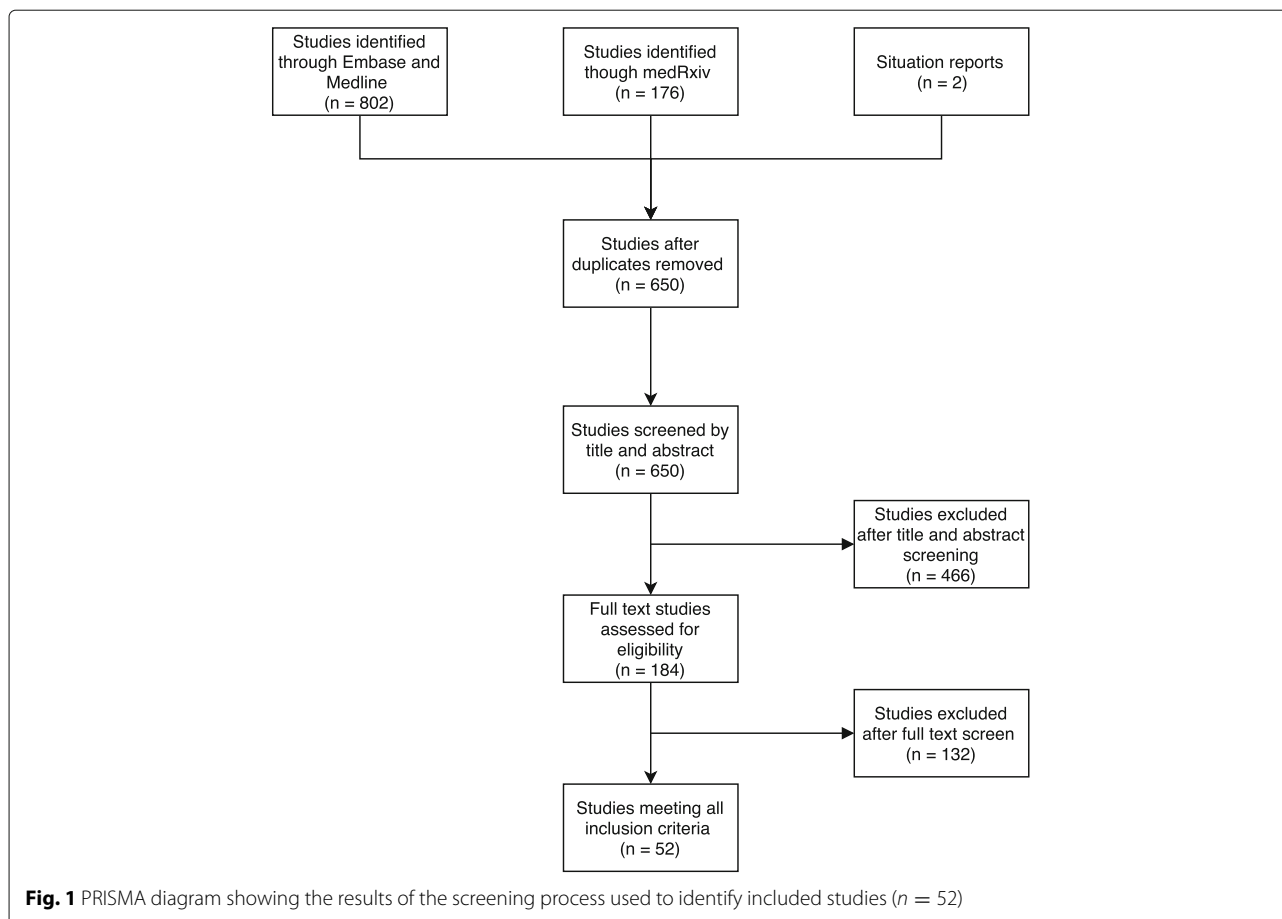 Studies identified
through Embase and
Medline
(n = 802)
Studies identified
though medRxiv
(n = 176)
Situation reports
(n = 2)
Studies after
duplicates removed
(n = 650)
Studies screened by
title and abstract
(n = 650)
Studies excluded
after title and abstract
screening
(n = 466)
Full text studies
assessed for
eligibility
(n = 184)
Studies excluded
after full text screen
(n = 132)
Studies meeting all
inclusion criteria
(n = 52)
Fig. 1 PRISMA diagram showing the results of the screening process used to identify included studies (n = 52)